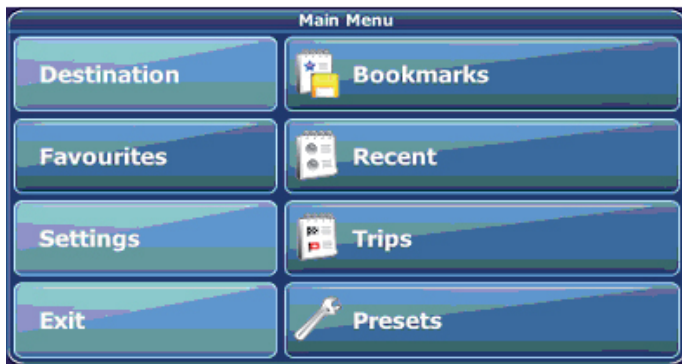 Main Menu
Destination
Bookmarks
Favourites
Recent
Settings
Trips
Exit
Presets